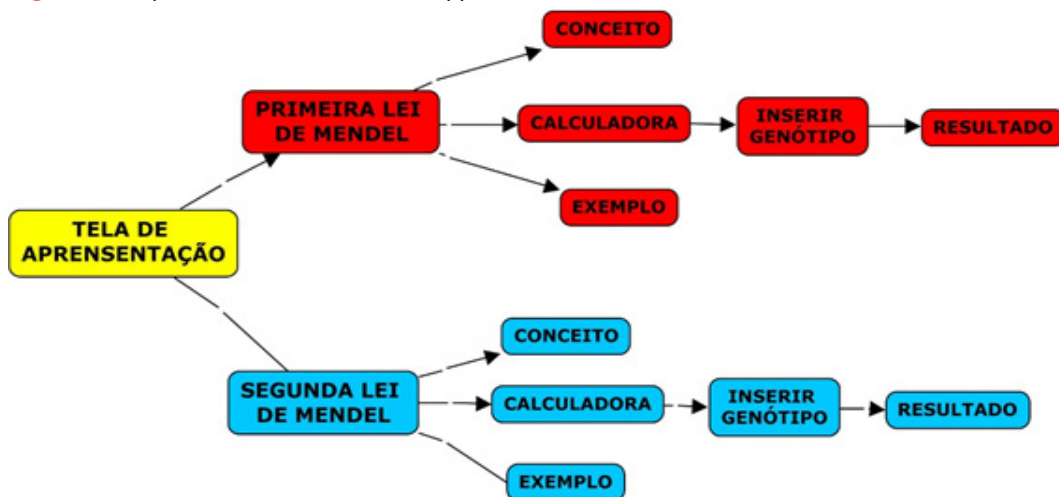 CONCEITO
PRIMEIRA LEI
DE MENDEL
CALCULADORA
INSERIR
GENÓTIPO
RESULTADO
EXEMPLO
TELA DE
APRENSENTAÇÃO
CONCEITO
SEGUNDA LEI
DE MENDEL
CALCULADORA
INSERIR
GENÓTIPO
RESULTADO
EXEMPLO